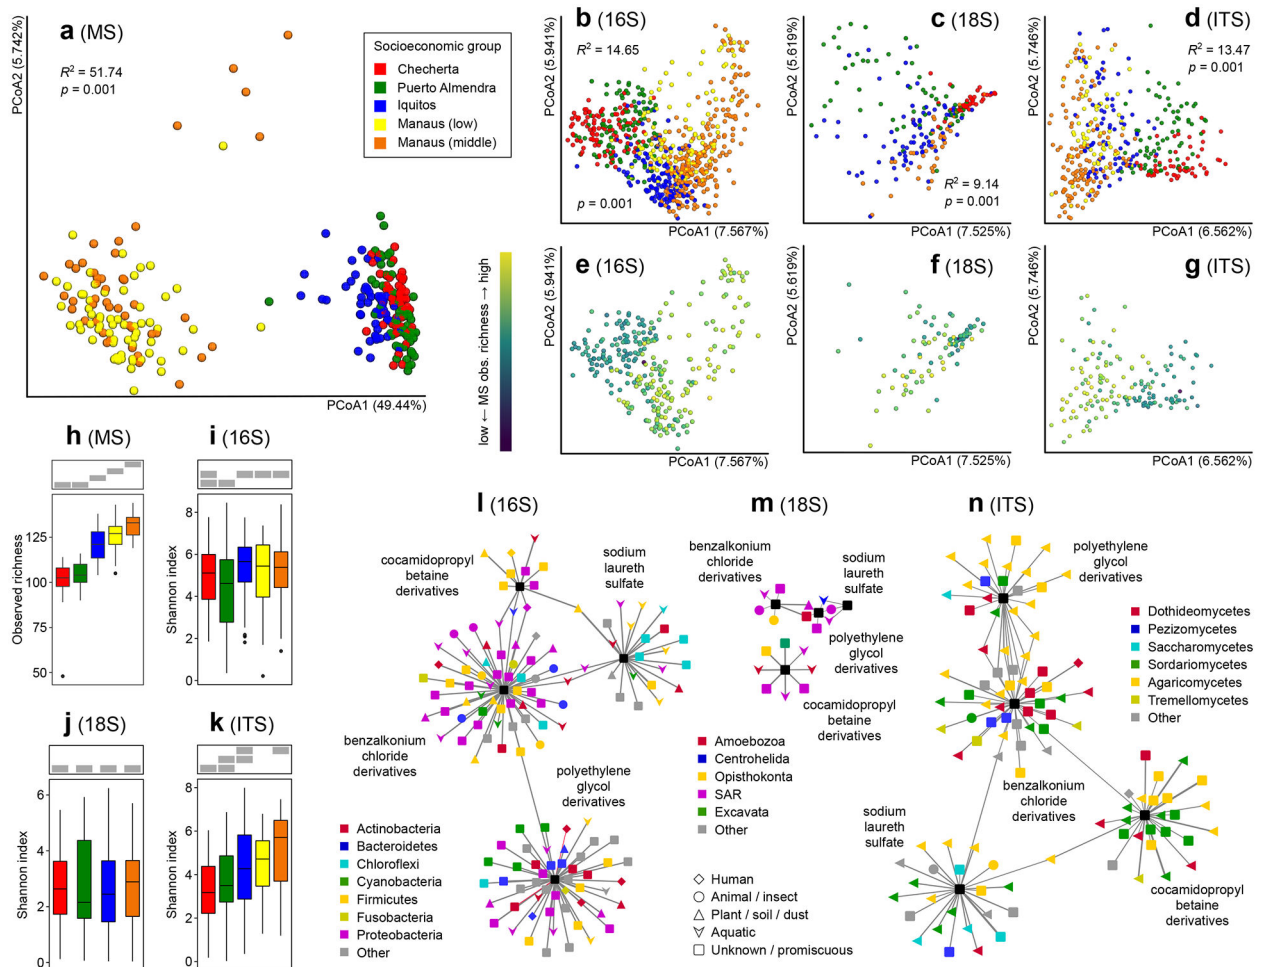 a (MS)
R² = 51.74
p = 0.001
PCoA2 (5.742%)
PCoA1 (49.44%)
Socioeconomic group
Checherta
Puerto Almendra
Iquitos
Manaus (low)
Manaus (middle)
b (16S)
R² = 14.65
p = 0.001
PCoA2 (5.941%)
PCoA1 (7.567%)
c (18S)
R² = 9.14
p = 0.001
PCoA2 (5.619%)
PCoA1 (7.525%)
d (ITS)
R² = 13.47
p = 0.001
PCoA2 (5.746%)
PCoA1 (6.562%)
low ← MS obs. richness → high
e (16S)
PCoA2 (5.941%)
PCoA1 (7.567%)
f (18S)
PCoA2 (5.619%)
PCoA1 (7.525%)
g (ITS)
PCoA2 (5.746%)
PCoA1 (6.562%)
h (MS)
Observed richness
125
100
75
50
i (16S)
Shannon index
8
6
4
2
0
j (18S)
Shannon index
6
4
2
0
k (ITS)
Shannon index
8
6
4
2
0
l (16S)
cocamidopropyl
betaine
derivatives
sodium
laureth
sulfate
benzalkonium
chloride
derivatives
polyethylene
glycol
derivatives
Actinobacteria
Bacteroidetes
Chloroflexi
Cyanobacteria
Firmicutes
Fusobacteria
Proteobacteria
Other
m (18S)
benzalkonium
chloride
derivatives
sodium
laureth
sulfate
polyethylene
glycol
derivatives
cocamidopropyl
betaine
derivatives
Amoebozoa
Centrohelida
Opisthokonta
SAR
Excavata
Other
Human
Animal / insect
Plant / soil / dust
Aquatic
Unknown / promiscuous
n (ITS)
polyethylene
glycol
derivatives
Dothideomycetes
Pezizomycetes
Saccharomycetes
Sordariomycetes
Agaricomycetes
Tremellomycetes
Other
benzalkonium
chloride
derivatives
sodium
laureth
sulfate
cocamidopropyl
betaine
derivatives